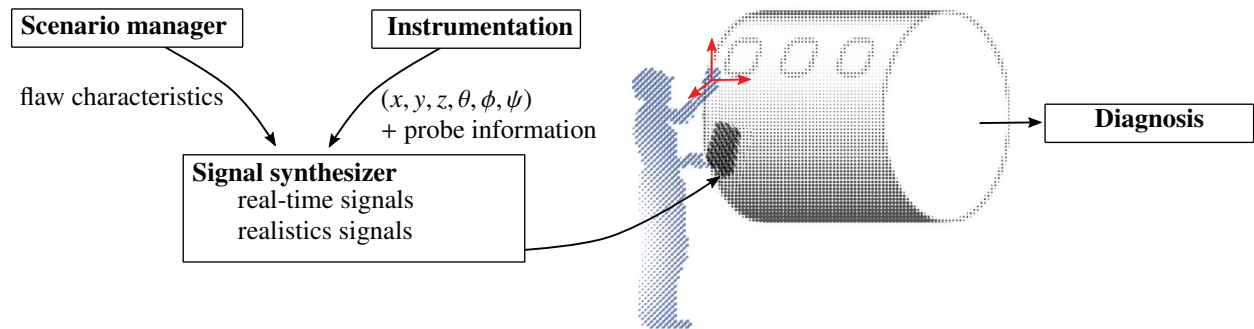 Scenario manager
Instrumentation
flaw characteristics
(x, y, z, θ, ϕ, ψ)
+ probe information
Signal synthesizer
real-time signals
realistics signals
Diagnosis